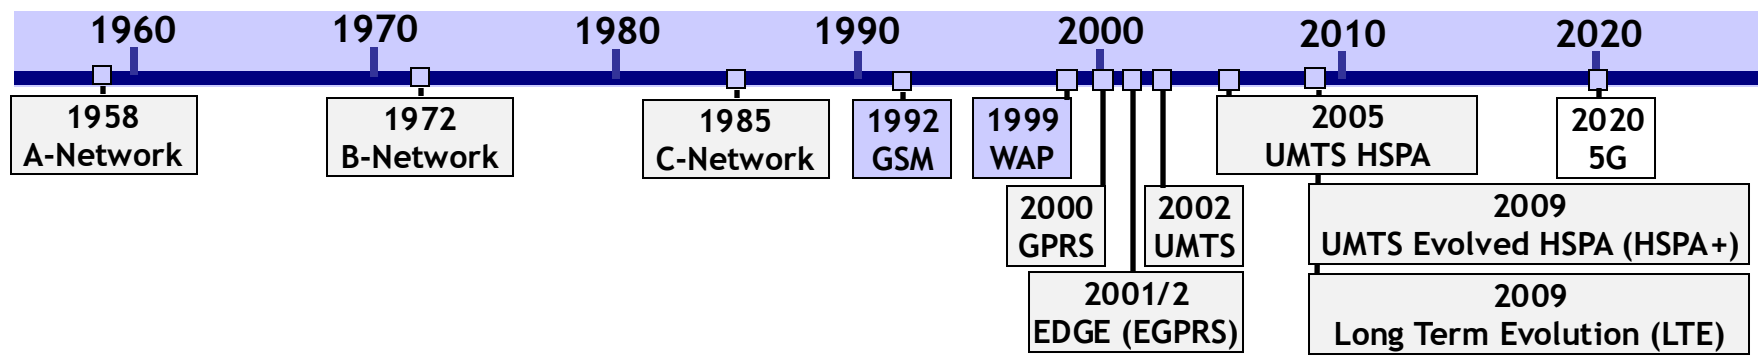 1960 1970 1980 1990 2000 2010 2020
1958
A-Network
1972
B-Network
1985
C-Network
1992
GSM
1999
WAP
2000
GPRS
2001/2
EDGE (EGPRS)
2002
UMTS
2005
UMTS HSPA
2009
UMTS Evolved HSPA (HSPA+)
2009
Long Term Evolution (LTE)
2020
5G